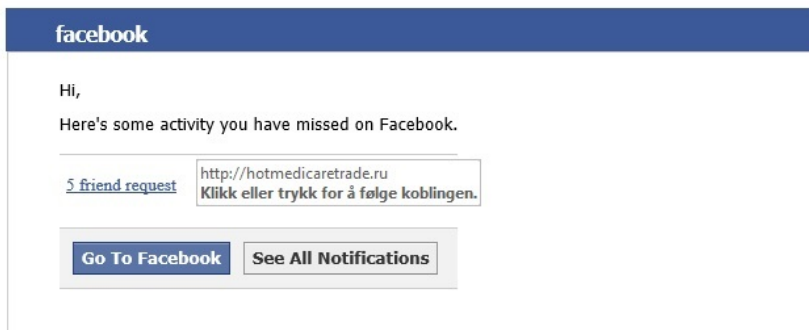 facebook
Hi,
Here's some activity you have missed on Facebook.
5 friend request
http://hotmedicaretrade.ru
Klikk eller trykk for å følge koblingen.
Go To Facebook See All Notifications